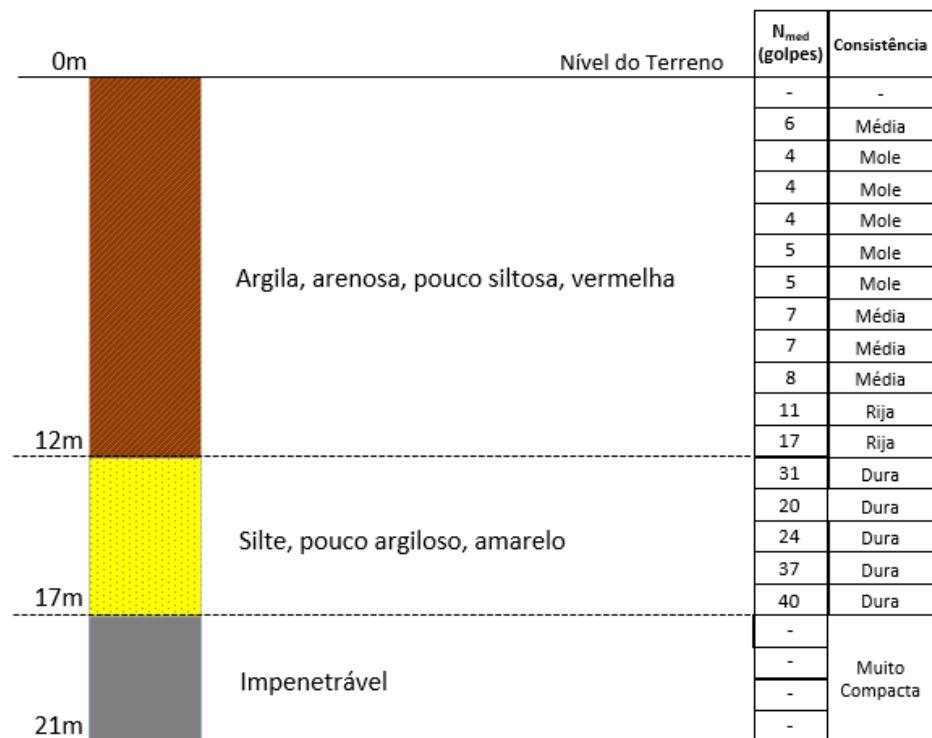 N_med (golpes) Consistência
0m Nível do Terreno
- -
6 Média
4 Mole
4 Mole
4 Mole
5 Mole
Argila, arenosa, pouco siltosa, vermelha
5 Mole
7 Média
7 Média
8 Média
11 Rija
12m
17 Rija
31 Dura
20 Dura
Silte, pouco argiloso, amarelo
24 Dura
37 Dura
17m
40 Dura
-
-
Impenetrável
Muito
Compacta
-
21m
-